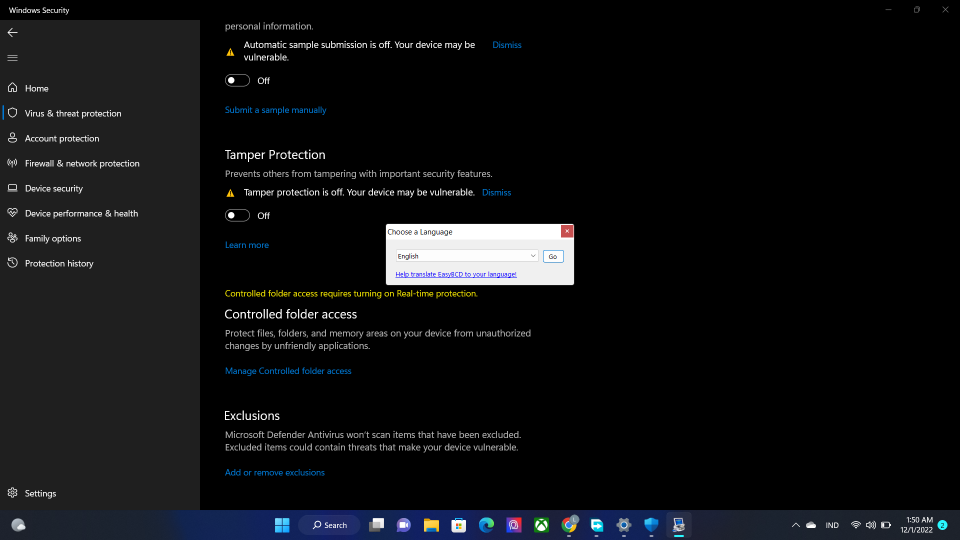 Windows Security
Home
Virus & threat protection
Account protection
Firewall & network protection
Device security
Device performance & health
Family options
Protection history
Settings
personal information.
Automatic sample submission is off. Your device may be
vulnerable.
Dismiss
Off
Submit a sample manually
Tamper Protection
Prevents others from tampering with important security features.
Tamper protection is off. Your device may be vulnerable. Dismiss
Off
Learn more
Choose a Language
English
Go
Help translate EasyBCD to your language!
Controlled folder access requires turning on Real-time protection.
Controlled folder access
Protect files, folders, and memory areas on your device from unauthorized
changes by unfriendly applications.
Manage Controlled folder access
Exclusions
Microsoft Defender Antivirus won't scan items that have been excluded.
Excluded items could contain threats that make your device vulnerable.
Add or remove exclusions
Search
IND
1:50 AM
12/1/2022
2